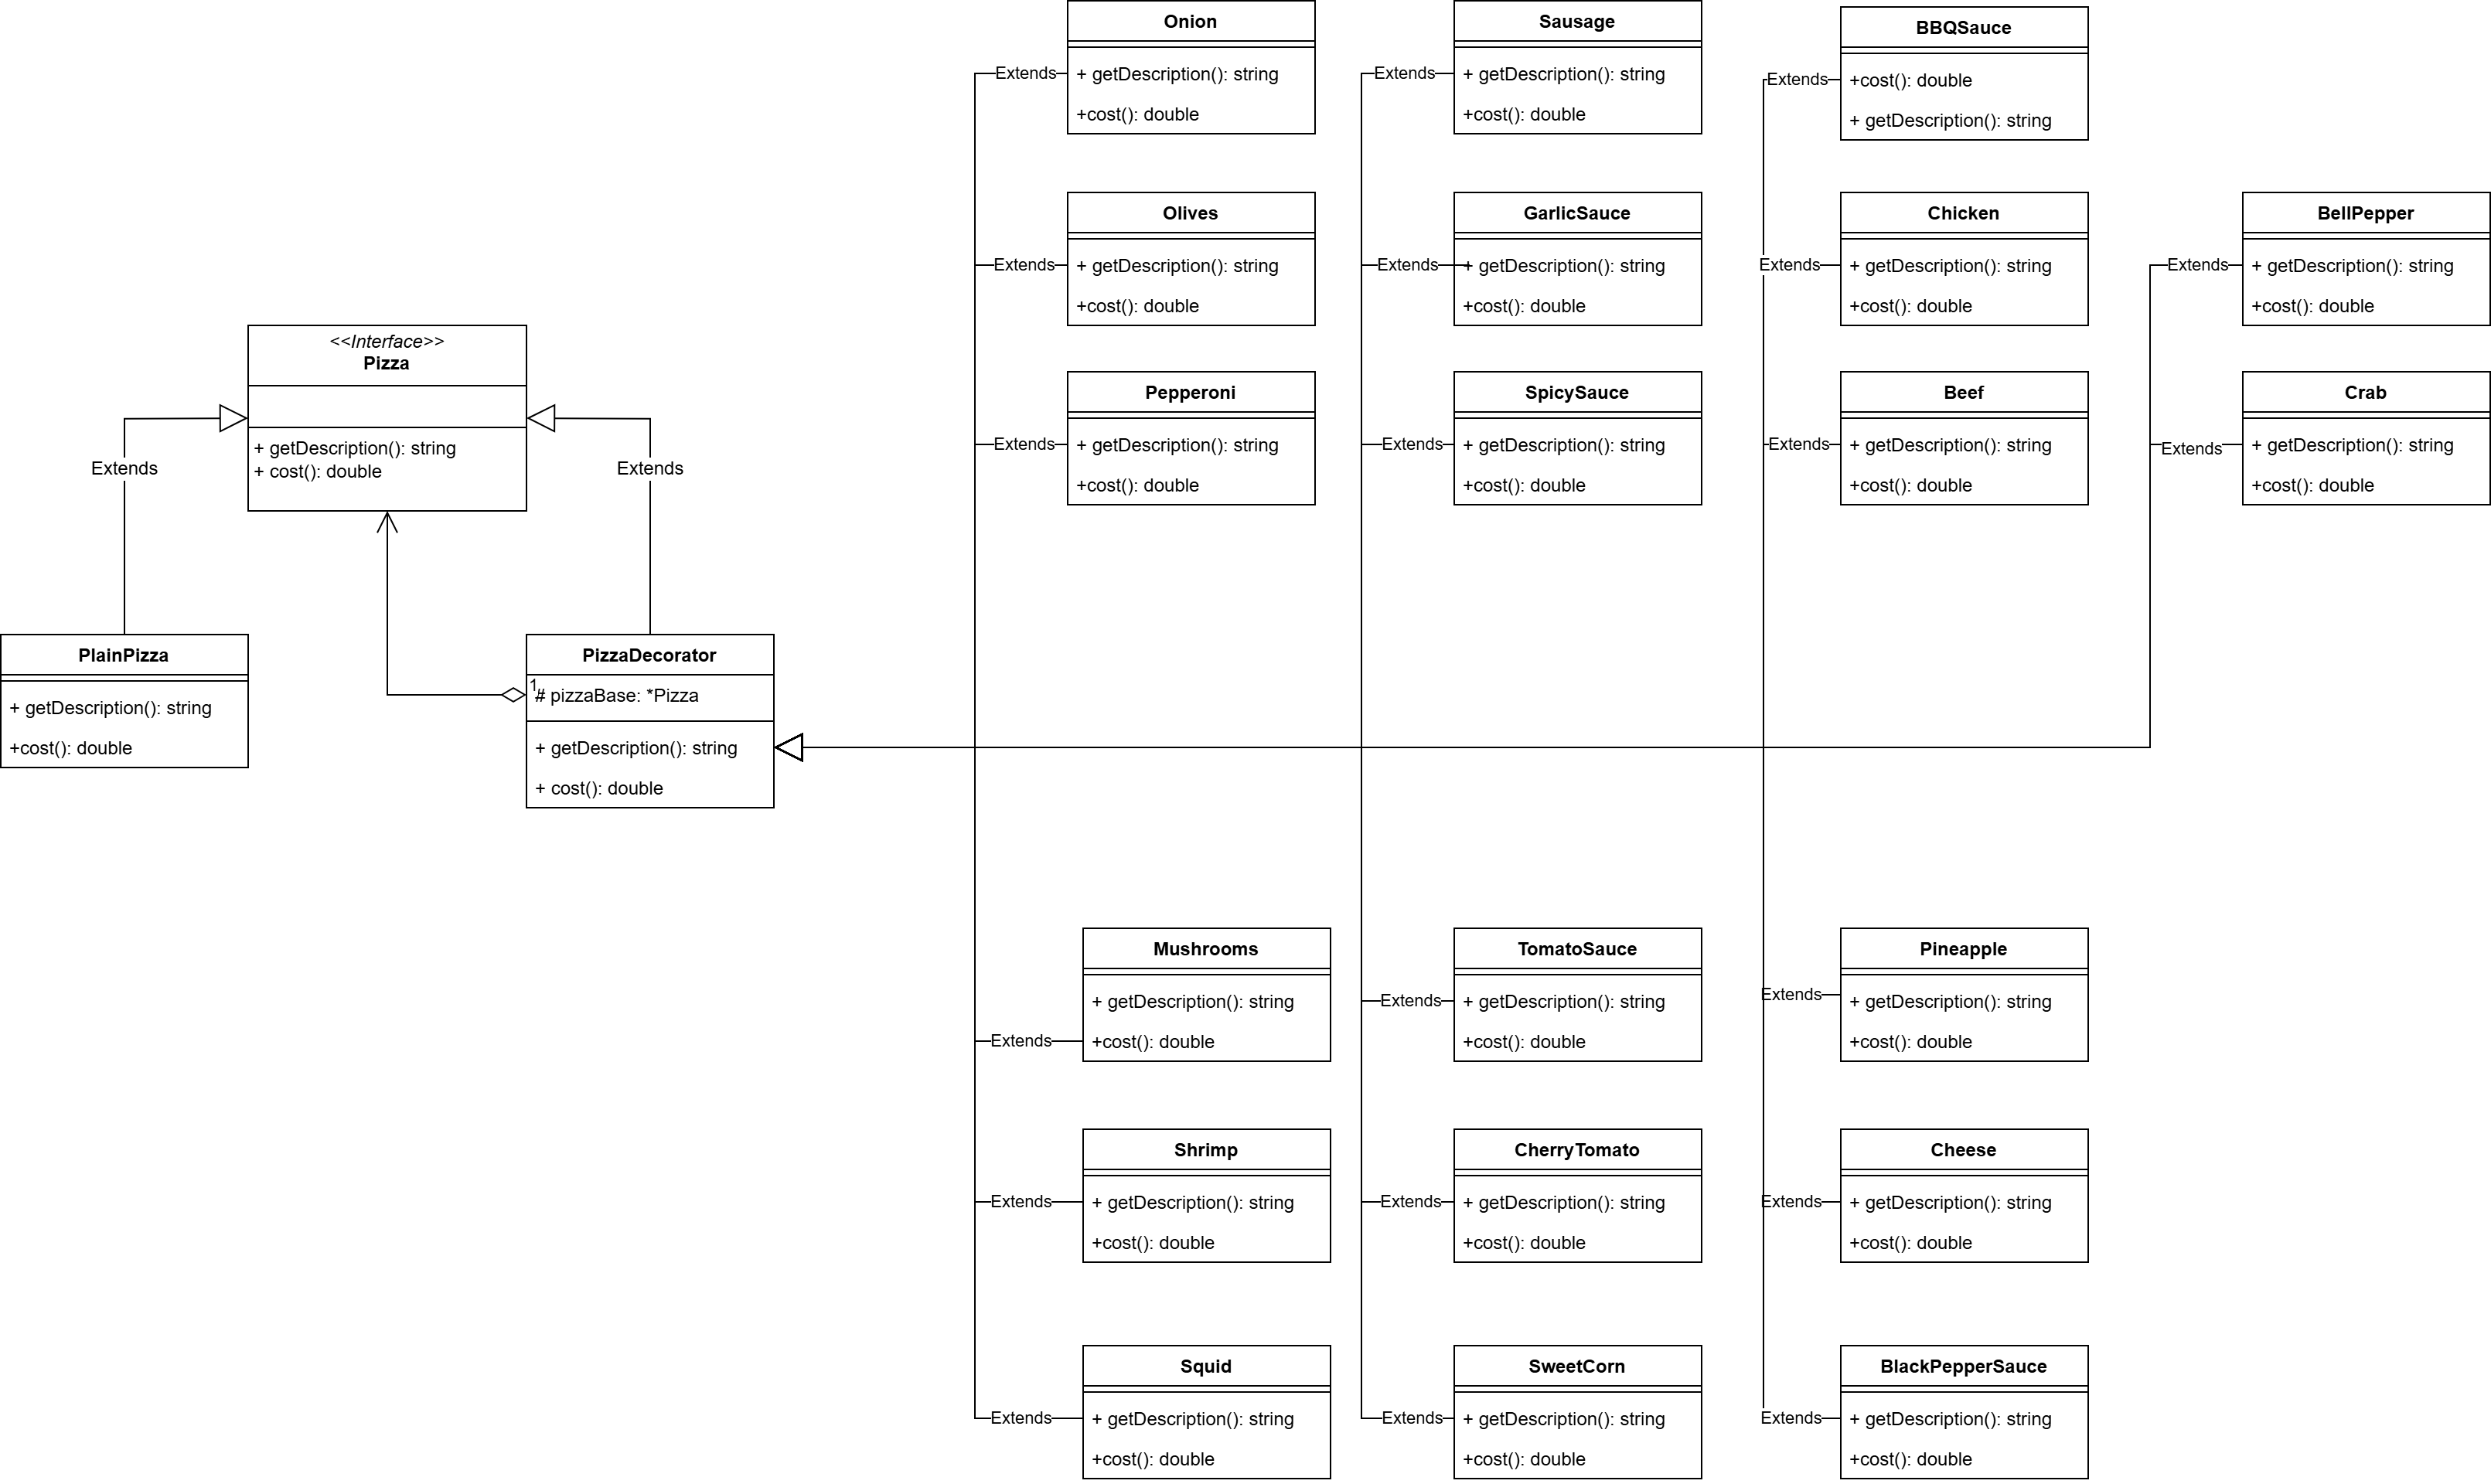 <<Interface>>
Pizza
+ getDescription(): string
+ cost(): double
Extends
Extends
PlainPizza
+ getDescription(): string
+cost(): double
PizzaDecorator
1
# pizzaBase: *Pizza
+ getDescription(): string
+ cost(): double
Onion
Extends
+ getDescription(): string
+cost(): double
Olives
Extends
+ getDescription(): string
+cost(): double
Pepperoni
Extends
+ getDescription(): string
+cost(): double
Mushrooms
+ getDescription(): string
Extends
+cost(): double
Shrimp
Extends
+ getDescription(): string
+cost(): double
Squid
Extends
+ getDescription(): string
+cost(): double
Sausage
Extends
+ getDescription(): string
+cost(): double
GarlicSauce
Extends
+ getDescription(): string
+cost(): double
SpicySauce
Extends
+ getDescription(): string
+cost(): double
TomatoSauce
Extends
+ getDescription(): string
+cost(): double
CherryTomato
Extends
+ getDescription(): string
+cost(): double
SweetCorn
Extends
+ getDescription(): string
+cost(): double
BBQSauce
Extends
+cost(): double
+ getDescription(): string
Chicken
Extends
+ getDescription(): string
+cost(): double
Beef
Extends
+ getDescription(): string
+cost(): double
Pineapple
Extends
+ getDescription(): string
+cost(): double
Cheese
Extends
+ getDescription(): string
+cost(): double
BlackPepperSauce
Extends
+ getDescription(): string
+cost(): double
BellPepper
Extends
+ getDescription(): string
+cost(): double
Crab
Extends
+ getDescription(): string
+cost(): double